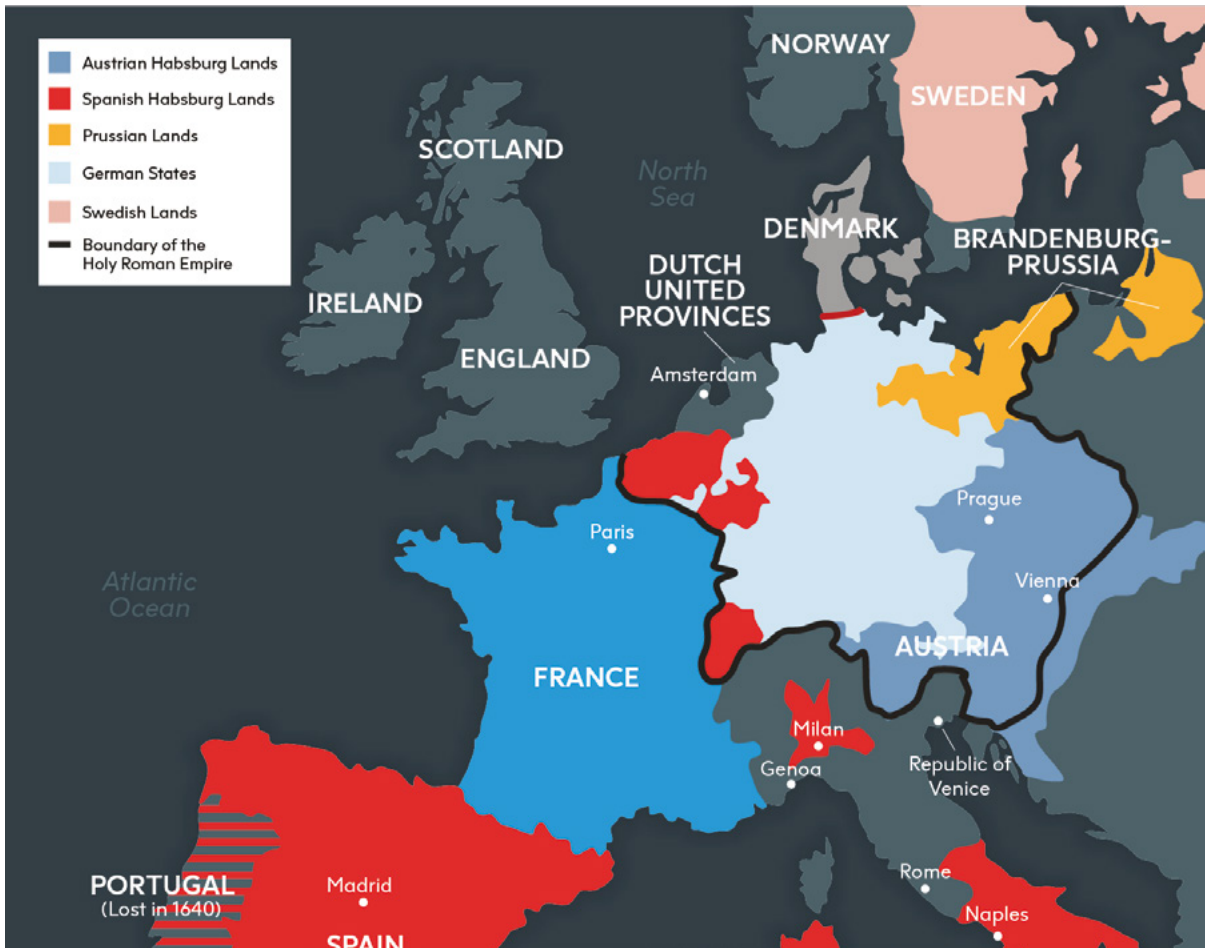 Austrian Habsburg Lands
Spanish Habsburg Lands
Prussian Lands
German States
Swedish Lands
Boundary of the
Holy Roman Empire
NORWAY
SWEDEN
SCOTLAND
North
Sea
DENMARK
BRANDENBURG-
PRUSSIA
DUTCH
UNITED
PROVINCES
IRELAND
ENGLAND
Amsterdam
Prague
Paris
Atlantic
Ocean
Vienna
AUSTRIA
FRANCE
Milan
Genoa
Republic of
Venice
Rome
PORTUGAL
(Lost in 1640)
Madrid
Naples
SPAIN